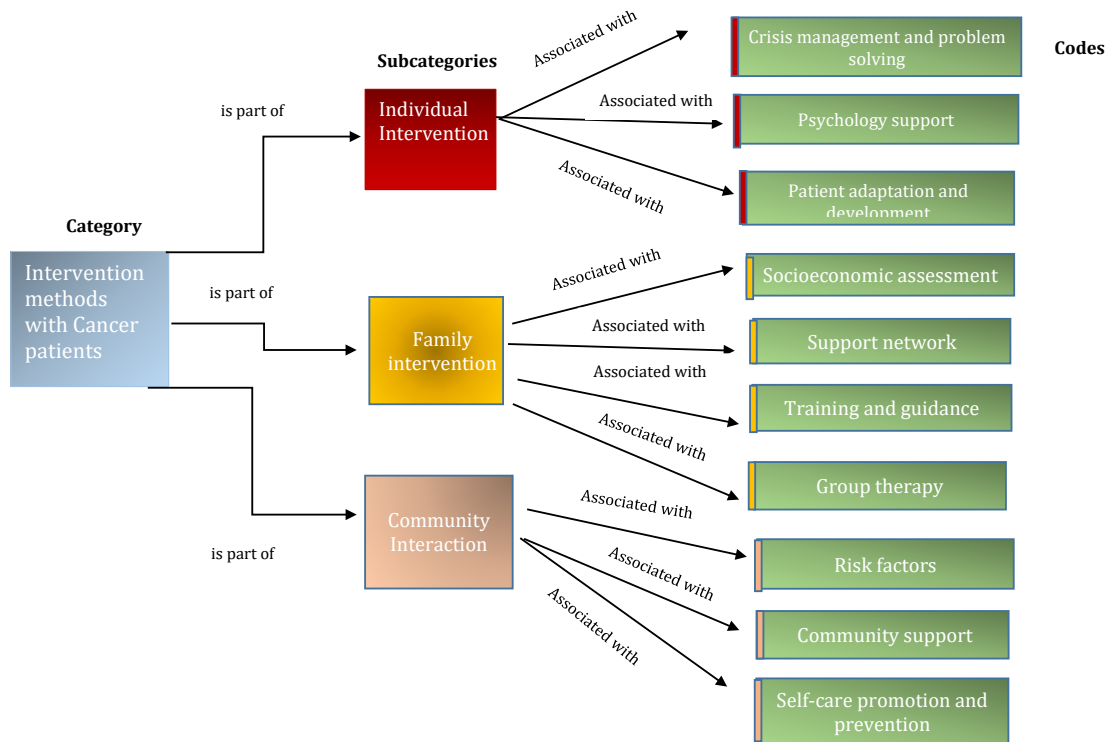 Category
Intervention
methods
with Cancer
patients
is part of
is part of
is part of
Subcategories
Individual
Intervention
Family
intervention
Community
Interaction
Associated with
Associated with
Associated with
Associated with
Associated with
Associated with
Associated with
Associated with
Associated with
Associated with
Codes
Crisis management and problem
solving
Psychology support
Patient adaptation and
development
Socioeconomic assessment
Support network
Training and guidance
Group therapy
Risk factors
Community support
Self-care promotion and
prevention